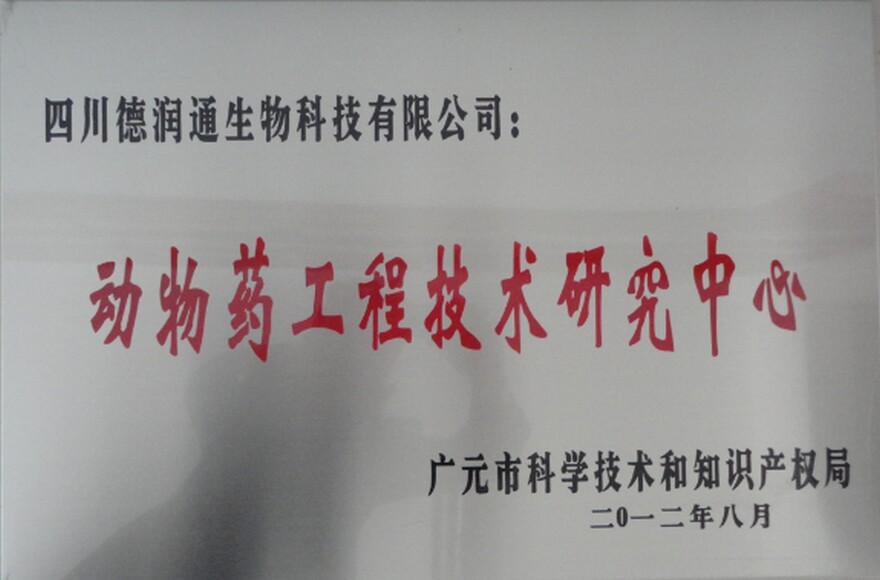 四川德润通生物科技有限公司:
动物药工程技术研究中心
广元市科学技术和知识产权局
二0一二年八月